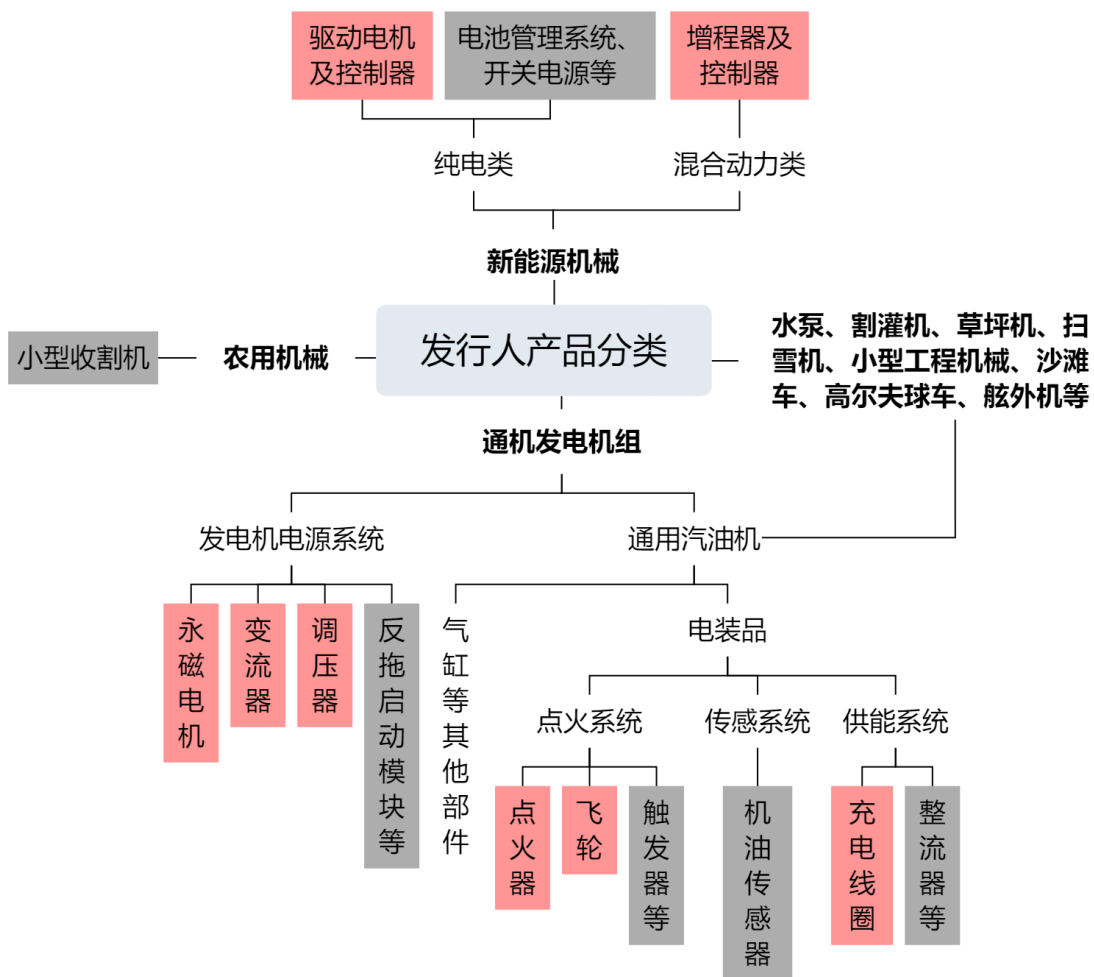 驱动电机
及控制器
电池管理系统、
开关电源等
增程器及
控制器
纯电类
混合动力类
新能源机械
小型收割机
农用机械
发行人产品分类
水泵、割灌机、草坪机、扫
雪机、小型工程机械、沙滩
车、高尔夫球车、舷外机等
通机发电机组
发电机电源系统
通用汽油机
永磁电机
变流器
调压器
反拖启动模块等
气缸等其他部件
电装品
点火系统
传感系统
供能系统
点火器
飞轮
触发器等
机油传感器
充电线圈
整流器等